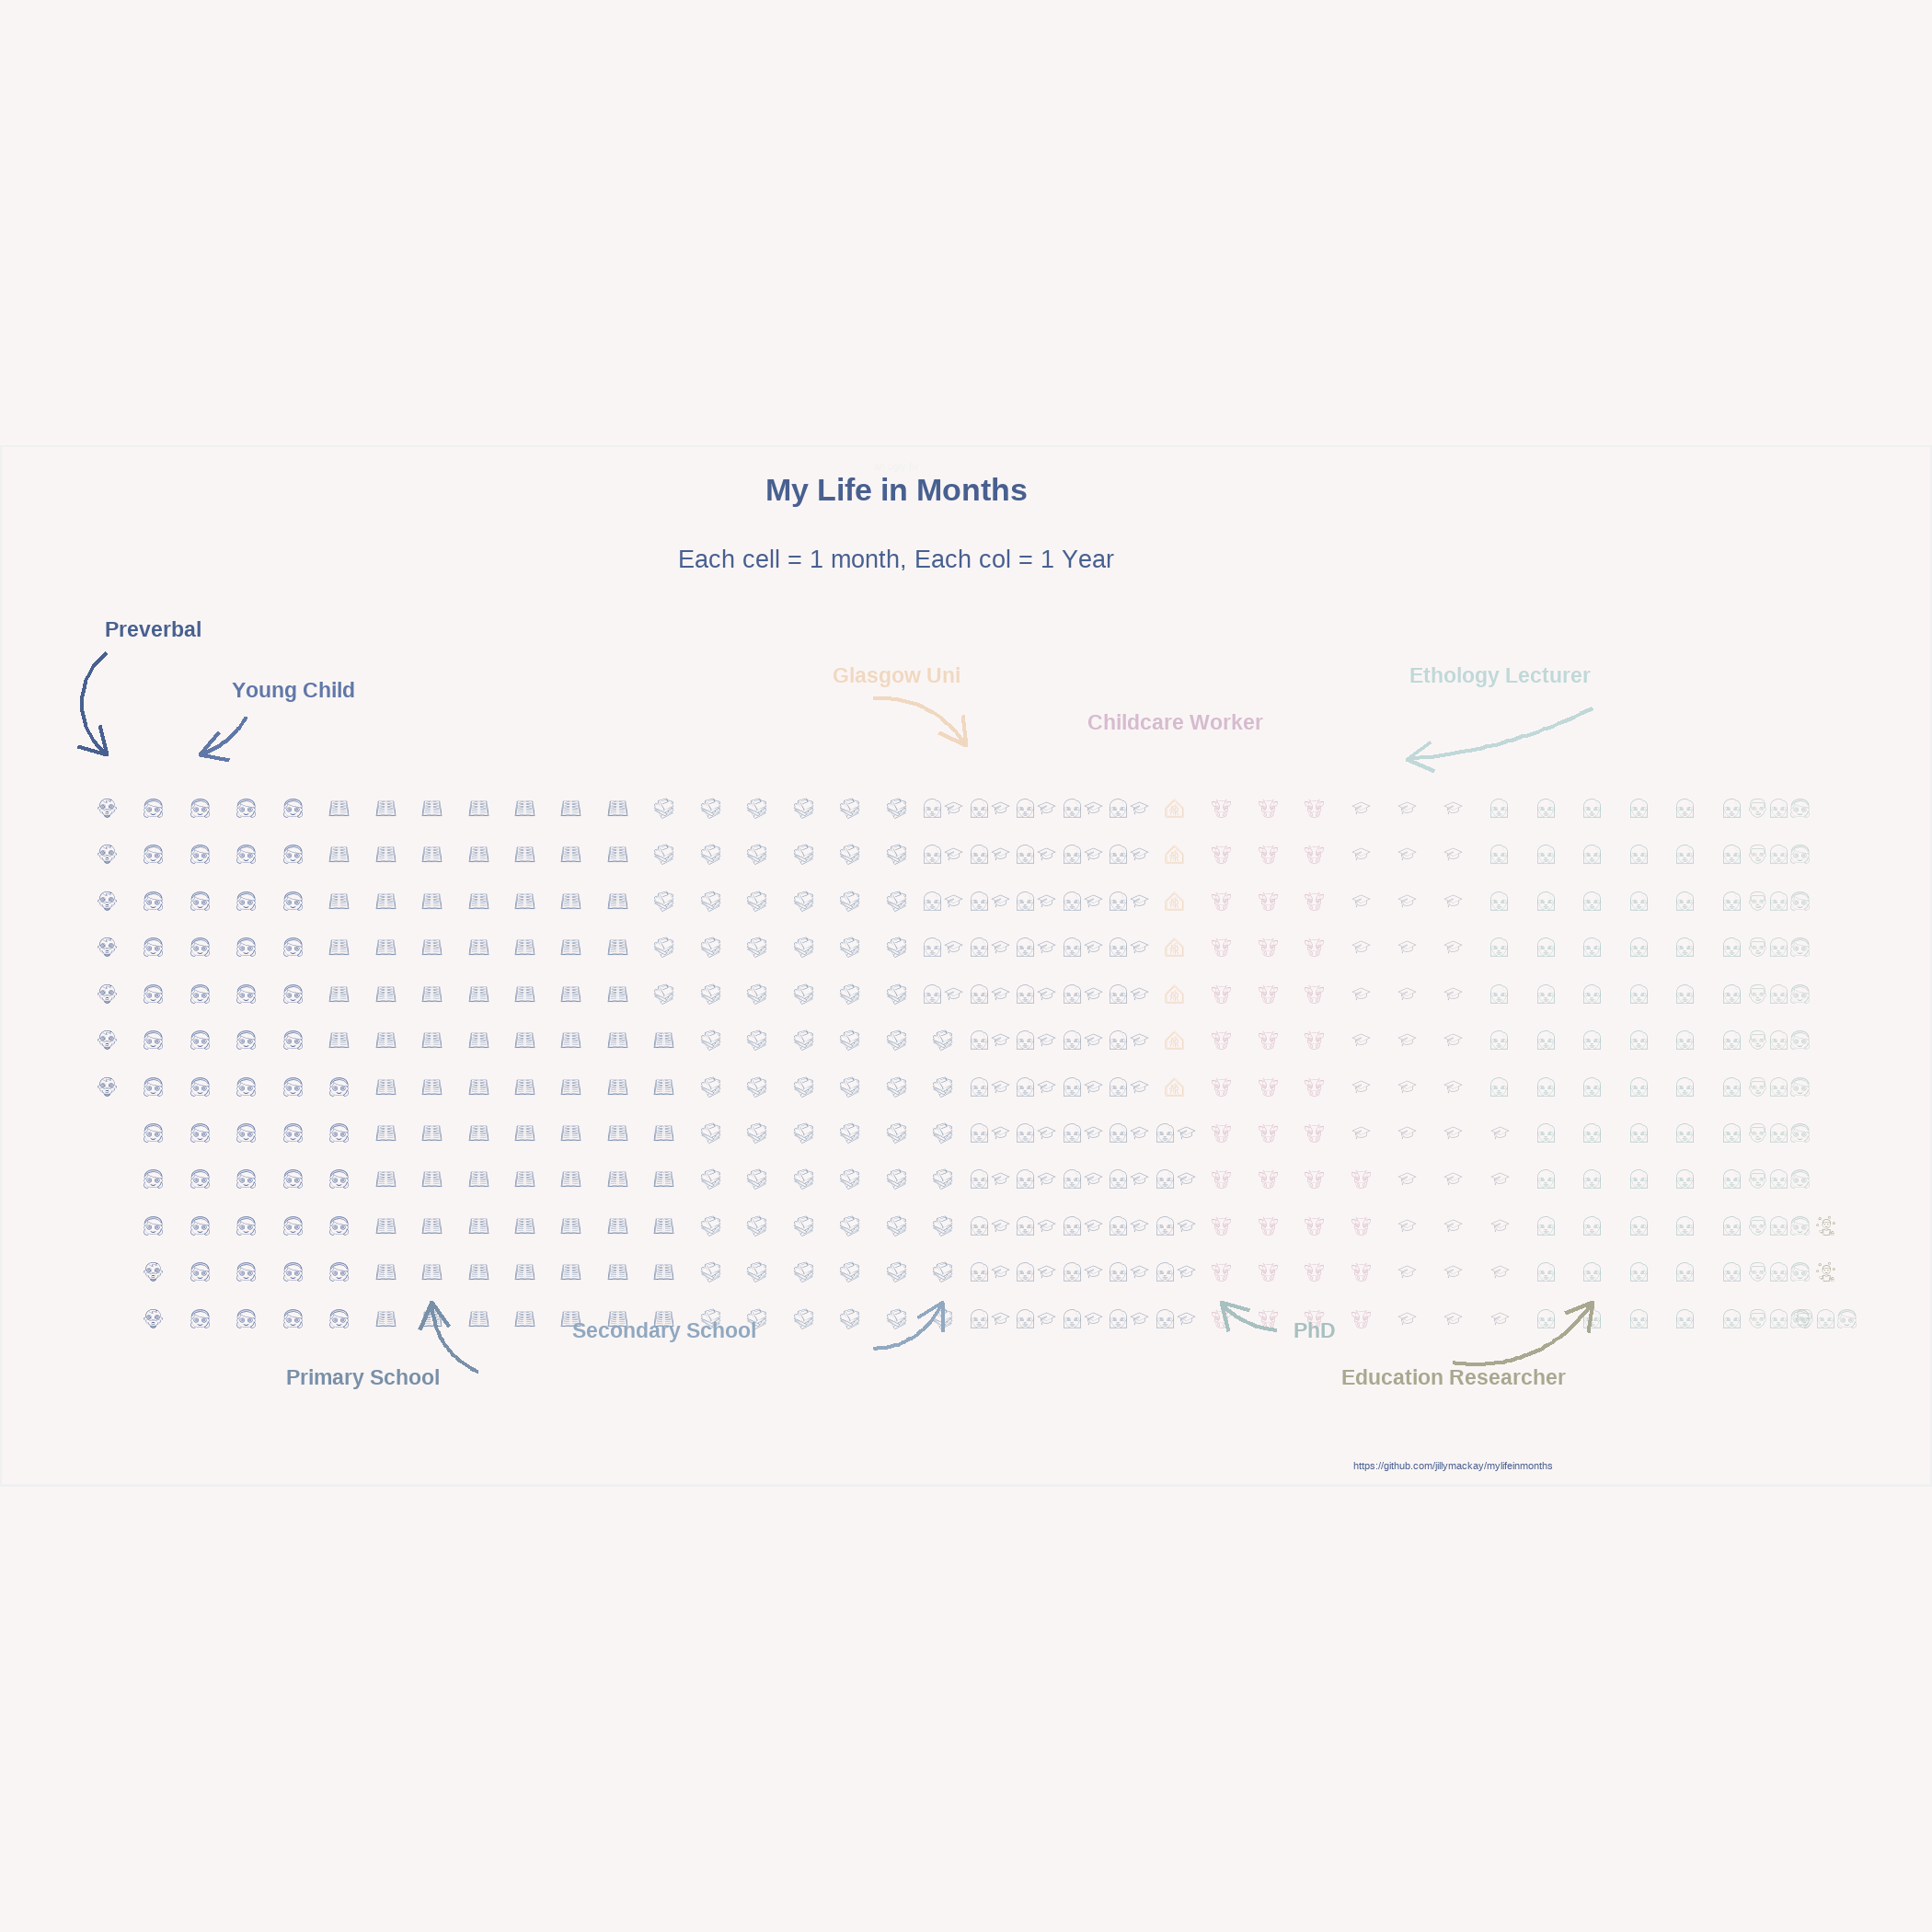 My Life in Months
Each cell = 1 month, Each col = 1 Year
Preverbal
Young Child
Glasgow Uni
Childcare Worker
Ethology Lecturer
Secondary School
PhD
Primary School
Education Researcher
https://github.com/jillymackay/mylifeinmonths